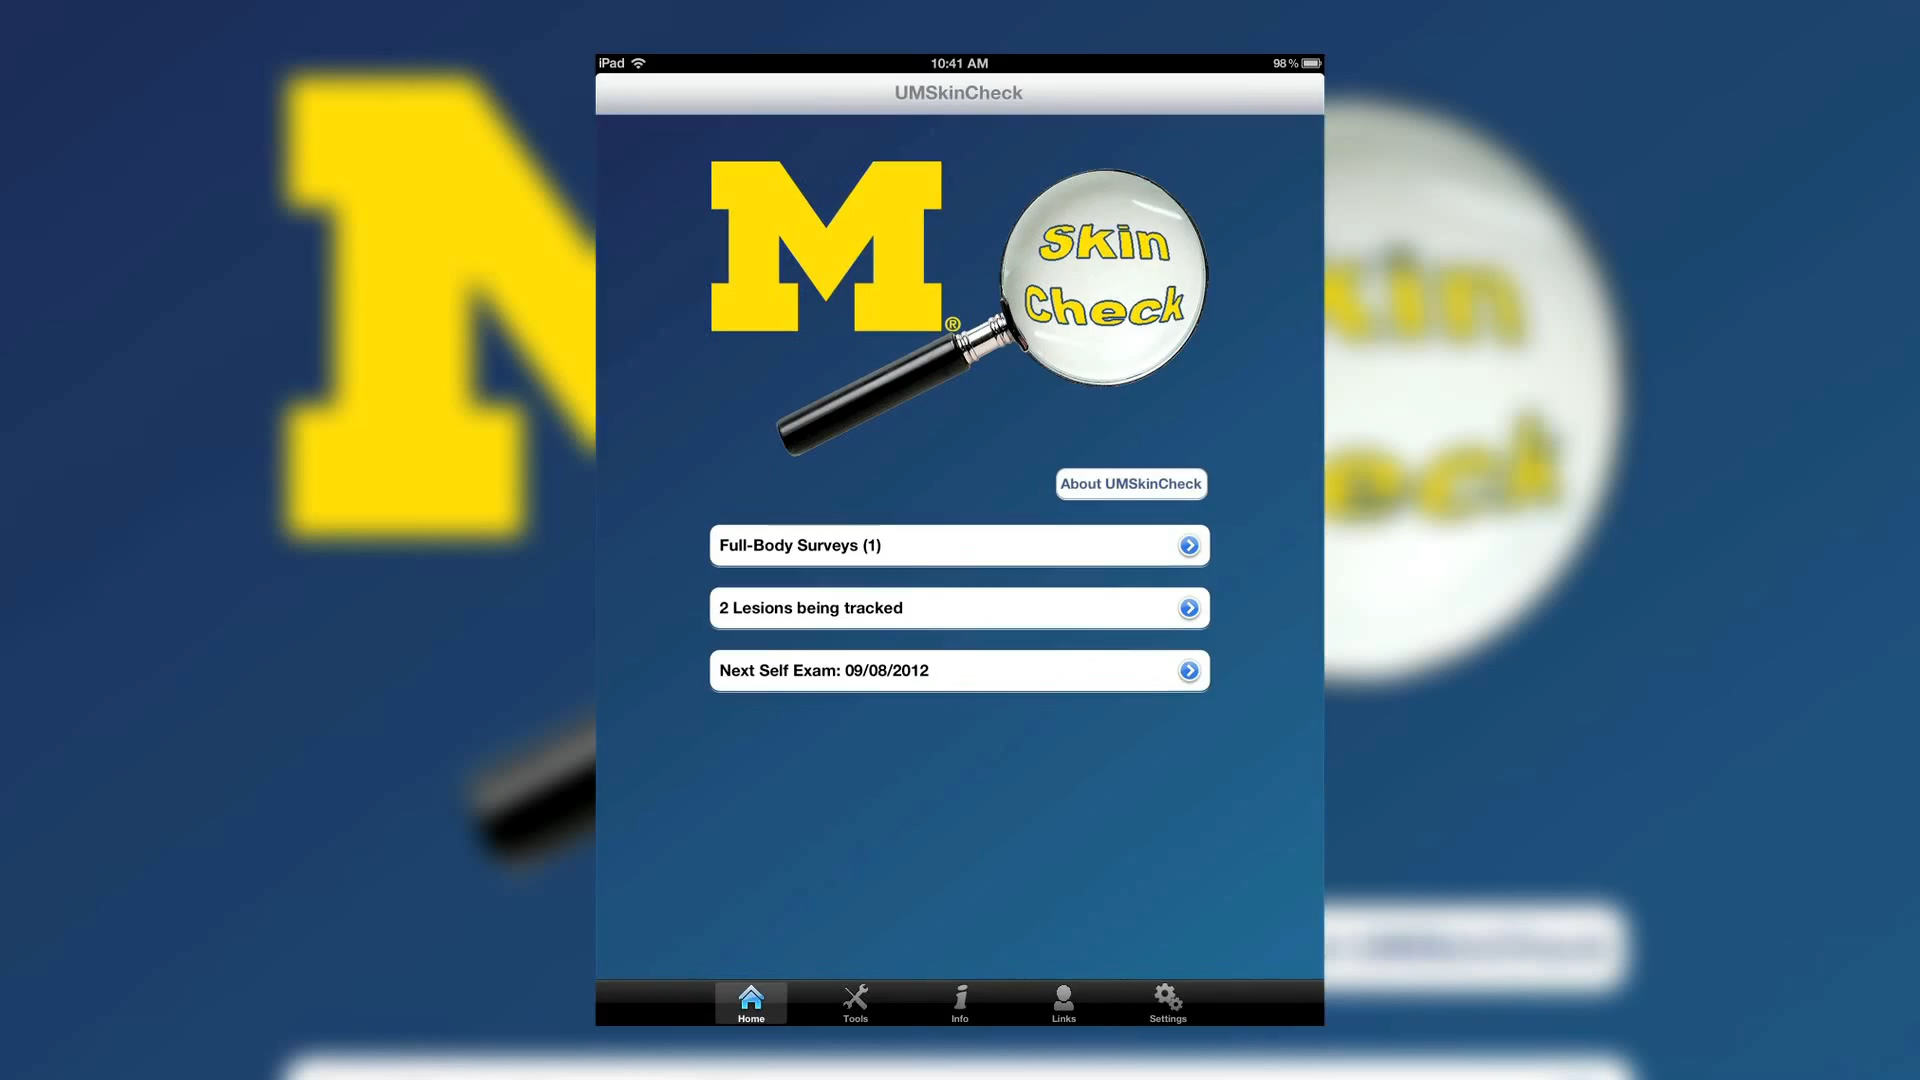 iPad 10:41 AM 98 %
UMSkinCheck
M®
Skin
Check
About UMSkinCheck
Full-Body Surveys (1)
2 Lesions being tracked
Next Self Exam: 09/08/2012
Home Tools Info Links Settings